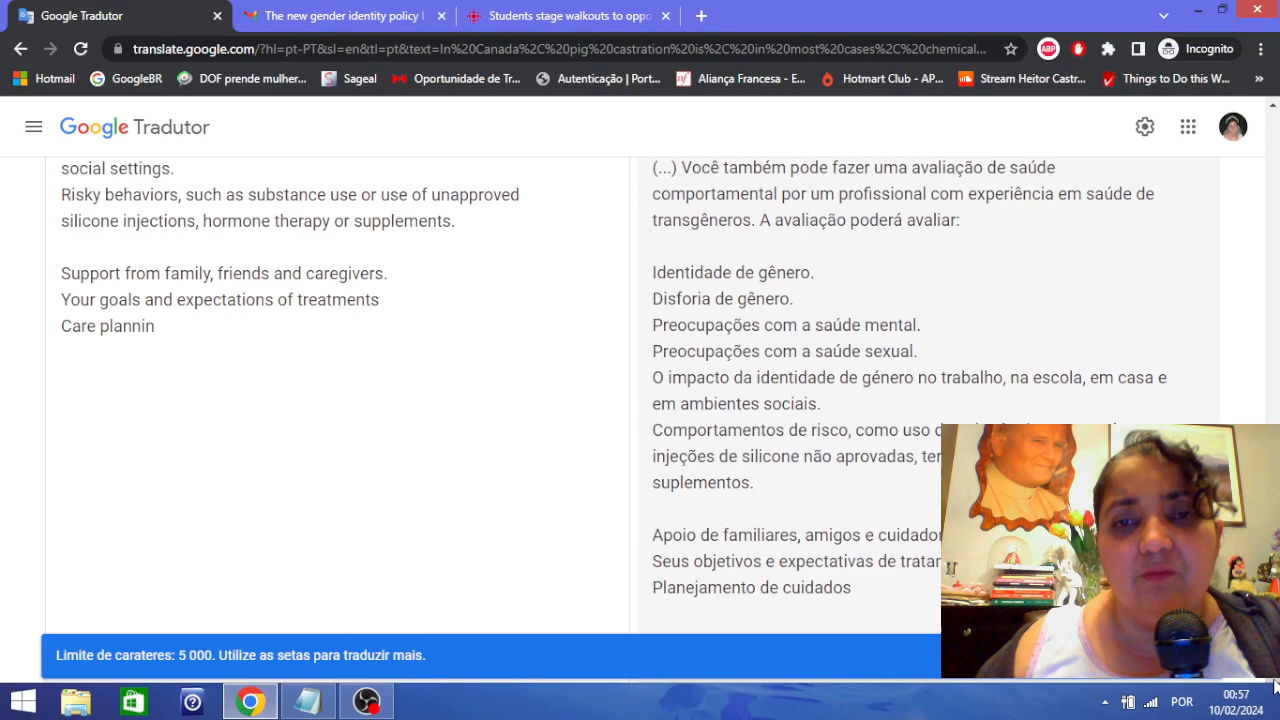 Google Tradutor
The new gender identity policy i
Students stage walkouts to oppo
translate.google.com/?hl=pt-PT&sl=en&tl=pt&text=In%20Canada%2C%20pig%20castration%20is%2C%20in%20most%20cases%20chemical...
ABP
Incognito
Hotmail
GoogleBR
DOF prende mulher...
Sageal
Oportunidade de Tr...
Autenticação | Port...
Aliança Francesa - E...
Hotmart Club - AP...
Stream Heitor Castr...
Things to Do this W...
Google Tradutor
social settings.
Risky behaviors, such as substance use or use of unapproved
silicone injections, hormone therapy or supplements.
Support from family, friends and caregivers.
Your goals and expectations of treatments
Care plannin
(...) Você também pode fazer uma avaliação de saúde
comportamental por um profissional com experiência em saúde de
transgêneros. A avaliação poderá avaliar:
Identidade de gênero.
Disforia de gênero.
Preocupações com a saúde mental.
Preocupações com a saúde sexual.
O impacto da identidade de género no trabalho, na escola, em casa e
em ambientes sociais.
Comportamentos de risco, como uso
injeções de silicone não aprovadas, ter
suplementos.
Apoio de familiares, amigos e cuidador
Seus objetivos e expectativas de tratar
Planejamento de cuidados
Limite de carateres: 5 000. Utilize as setas para traduzir mais.
POR
00:57
10/02/2024